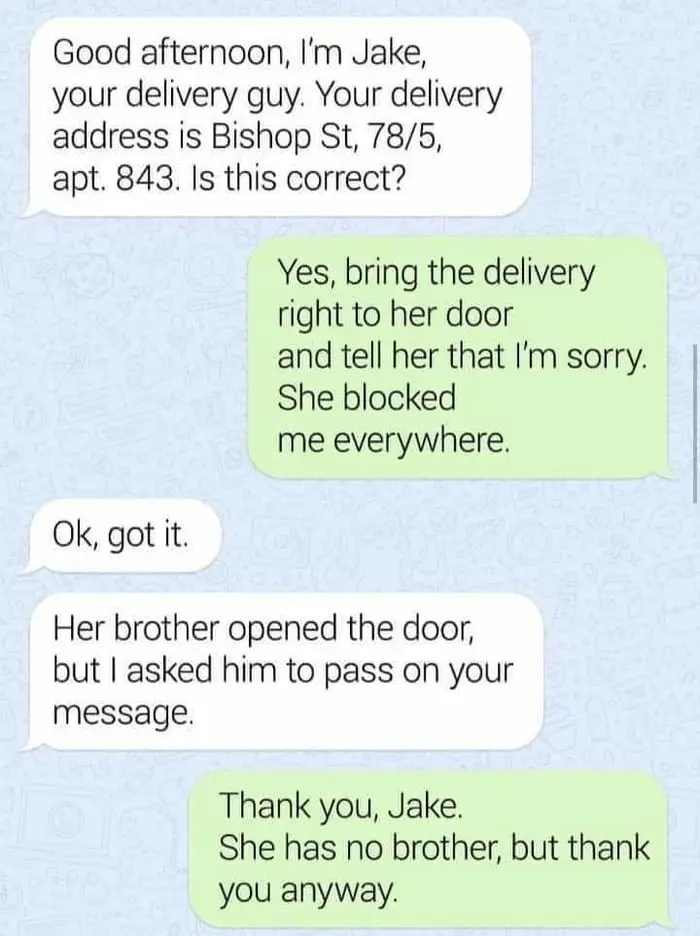 Good afternoon, I'm Jake,
your delivery guy. Your delivery
address is Bishop St, 78/5,
apt. 843. Is this correct?
Yes, bring the delivery
right to her door
and tell her that I'm sorry.
She blocked
me everywhere.
Ok, got it.
Her brother opened the door,
but I asked him to pass on your
message.
Thank you, Jake.
She has no brother, but thank
you anyway.